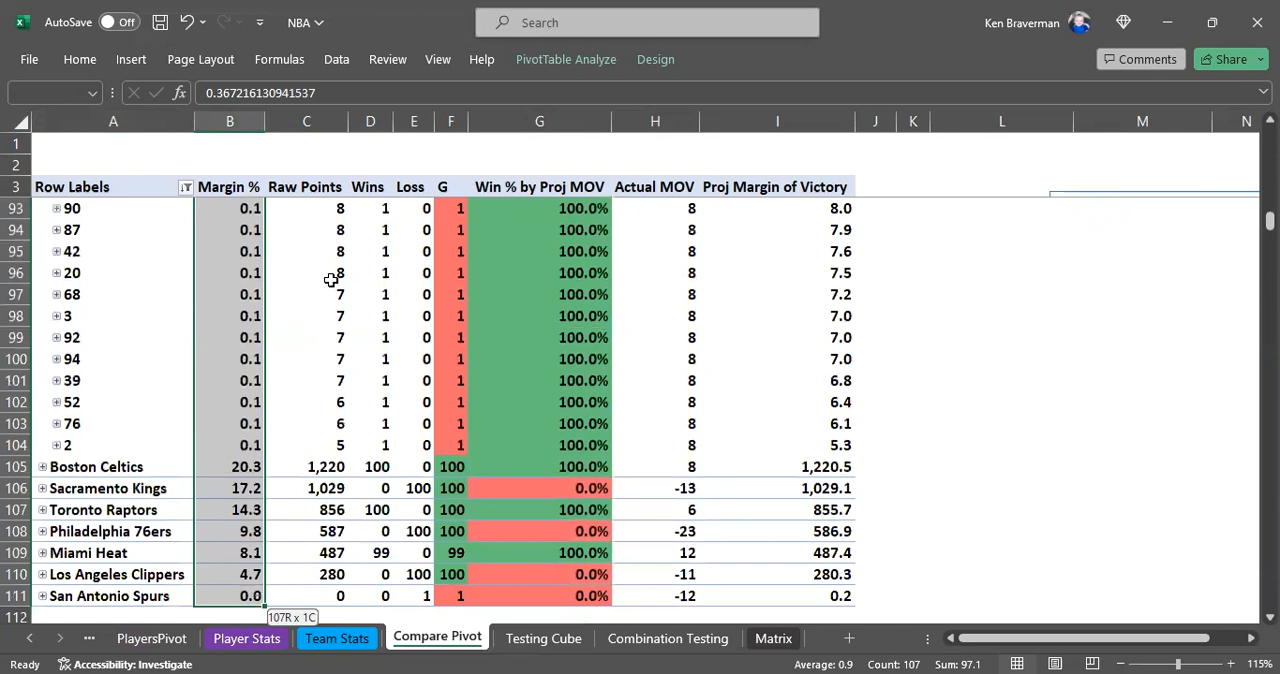 AutoSave Off NBA Search Ken Braverman
File Home Insert Page Layout Formulas Data Review View Help PivotTable Analyze Design Comments Share
fx 0.367216130941537
A B C D E F G H I J K L M N
1
2
3 Row Labels Margin % Raw Points Wins Loss G Win % by Proj MOV Actual MOV Proj Margin of Victory
93 90 0.1 8 1 0 1 100.0% 8 8.0
94 87 0.1 8 1 0 1 100.0% 8 7.9
95 42 0.1 8 1 0 1 100.0% 8 7.6
96 20 0.1 8 1 0 1 100.0% 8 7.5
97 68 0.1 7 1 0 1 100.0% 8 7.2
98 3 0.1 7 1 0 1 100.0% 8 7.0
99 92 0.1 7 1 0 1 100.0% 8 7.0
100 94 0.1 7 1 0 1 100.0% 8 7.0
101 39 0.1 7 1 0 1 100.0% 8 6.8
102 52 0.1 6 1 0 1 100.0% 8 6.4
103 76 0.1 6 1 0 1 100.0% 8 6.1
104 2 0.1 5 1 0 1 100.0% 8 5.3
105 Boston Celtics 20.3 1,220 100 0 100 100.0% 8 1,220.5
106 Sacramento Kings 17.2 1,029 0 100 100 0.0% -13 1,029.1
107 Toronto Raptors 14.3 856 100 0 100 100.0% 6 855.7
108 Philadelphia 76ers 9.8 587 0 100 100 0.0% -23 586.9
109 Miami Heat 8.1 487 99 0 99 100.0% 12 487.4
110 Los Angeles Clippers 4.7 280 0 100 100 0.0% -11 280.3
111 San Antonio Spurs 0.0 0 0 1 1 0.0% -12 0.2
112
107R x 1C
PlayersPivot Player Stats Team Stats Compare Pivot Testing Cube Combination Testing Matrix
Ready Accessibility: Investigate Average: 0.9 Count: 107 Sum: 97.1 115%